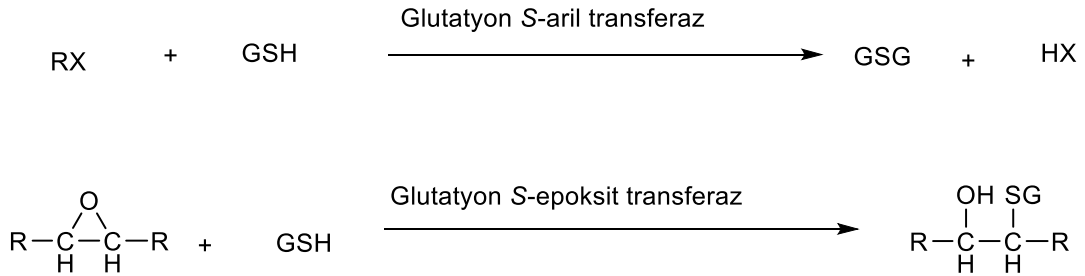 Glutatyon S-aril transferaz
RX + GSH GSG + HX
Glutatyon S-epoksit transferaz
O OH SG
R C C R + GSH R C C R
H H H H